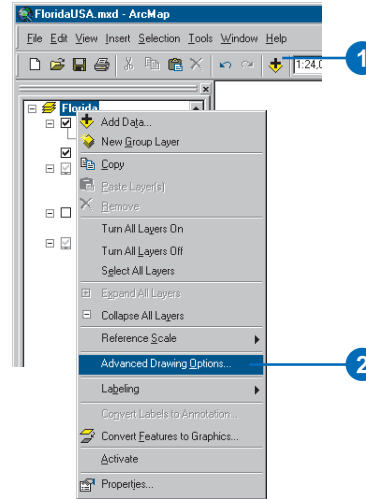 FloridaUSA.mxd - ArcMap
File Edit View Insert Selection Tools Window Help
1:24,0
1
Florida
Add Data...
New Group Layer
Copy
Paste Layer(s)
Remove
Turn All Layers On
Turn All Layers Off
Select All Layers
Expand All Layers
Collapse All Layers
Reference Scale
Advanced Drawing Options...
2
Labeling
Convert Labels to Annotation...
Convert Features to Graphics...
Activate
Properties...